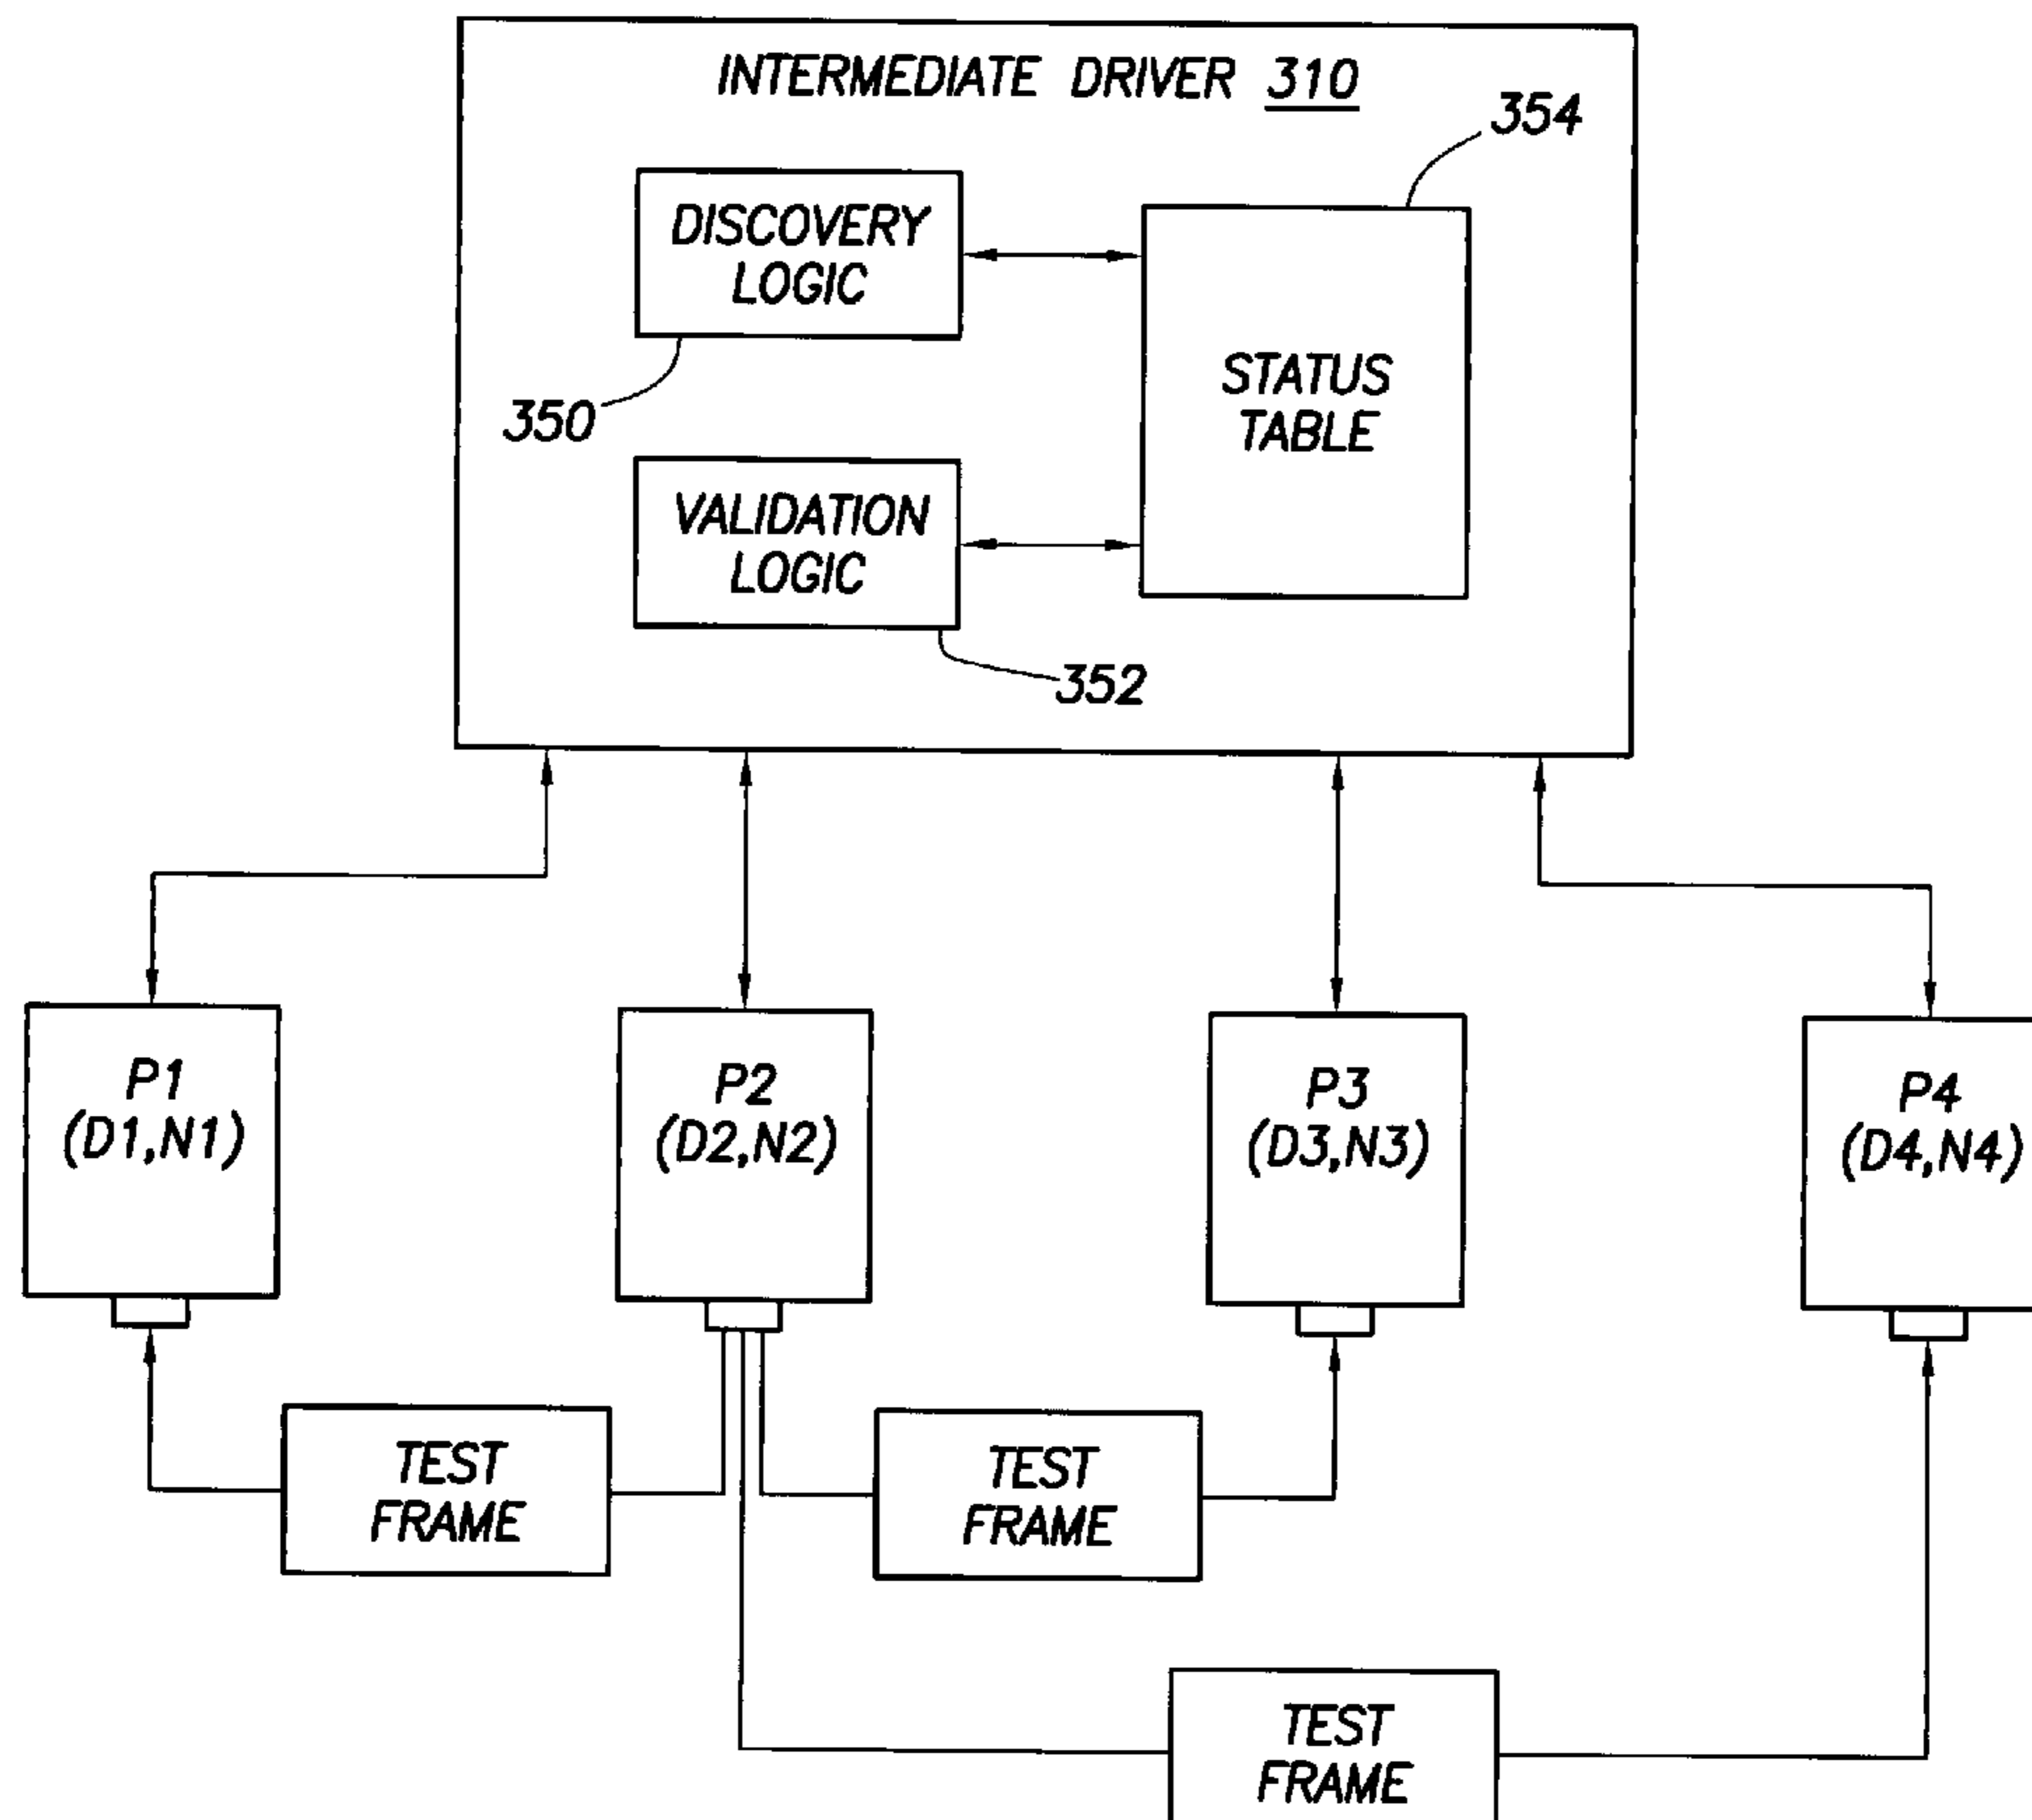 INTERMEDIATE DRIVER 310
354
DISCOVERY
LOGIC
350
STATUS
TABLE
VALIDATION
LOGIC
352
P1
(D1,N1)
P2
(D2,N2)
P3
(D3,N3)
P4
(D4,N4)
TEST
FRAME
TEST
FRAME
TEST
FRAME